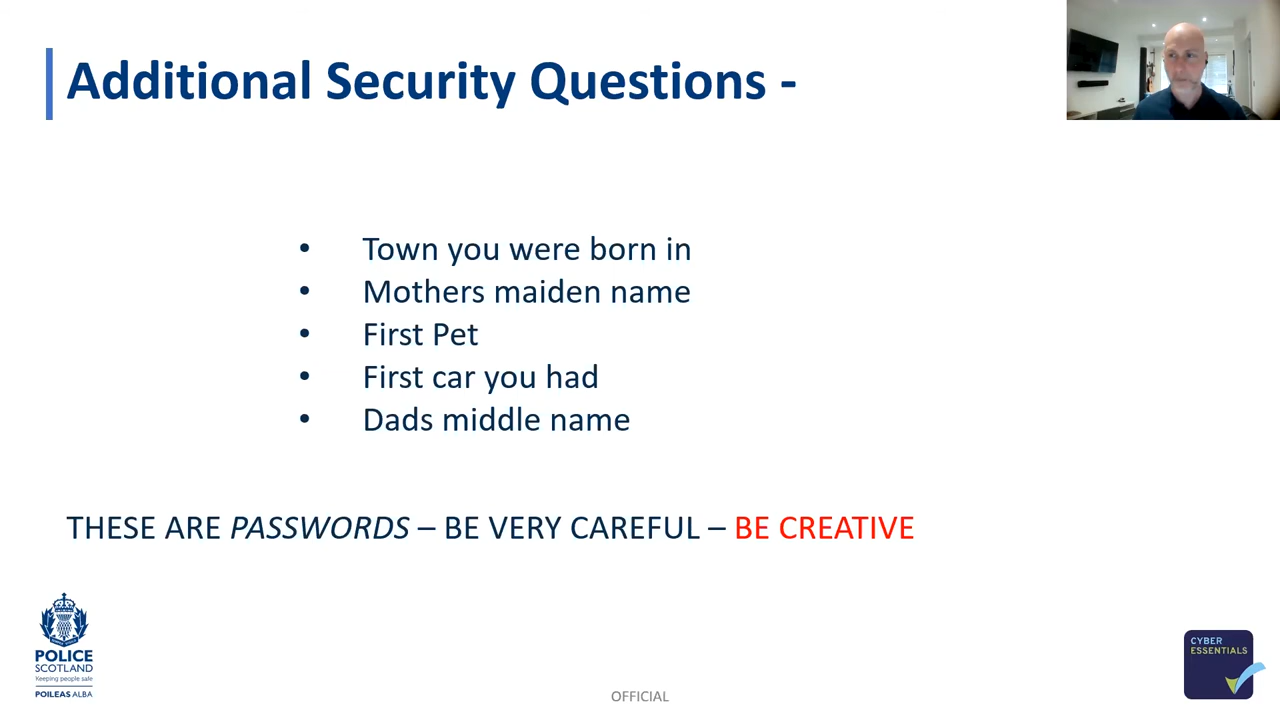 Additional Security Questions -
• Town you were born in
• Mothers maiden name
• First Pet
• First car you had
• Dads middle name
THESE ARE PASSWORDS – BE VERY CAREFUL – BE CREATIVE
POLICE
SCOTLAND
Keeping people safe
POILEAS ALBA
OFFICIAL
CYBER
ESSENTIALS